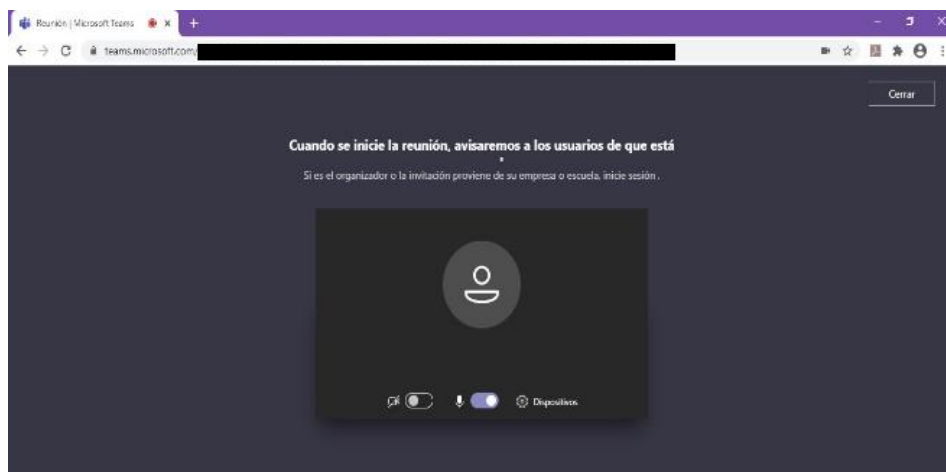 Reunión | Microsoft Teams
teams.microsoft.com/
Cerrar
Cuando se inicie la reunión, avisaremos a los usuarios de que está
Si es el organizador o la invitación proviene de su empresa o escuela, inicie sesión .
Dispositivos